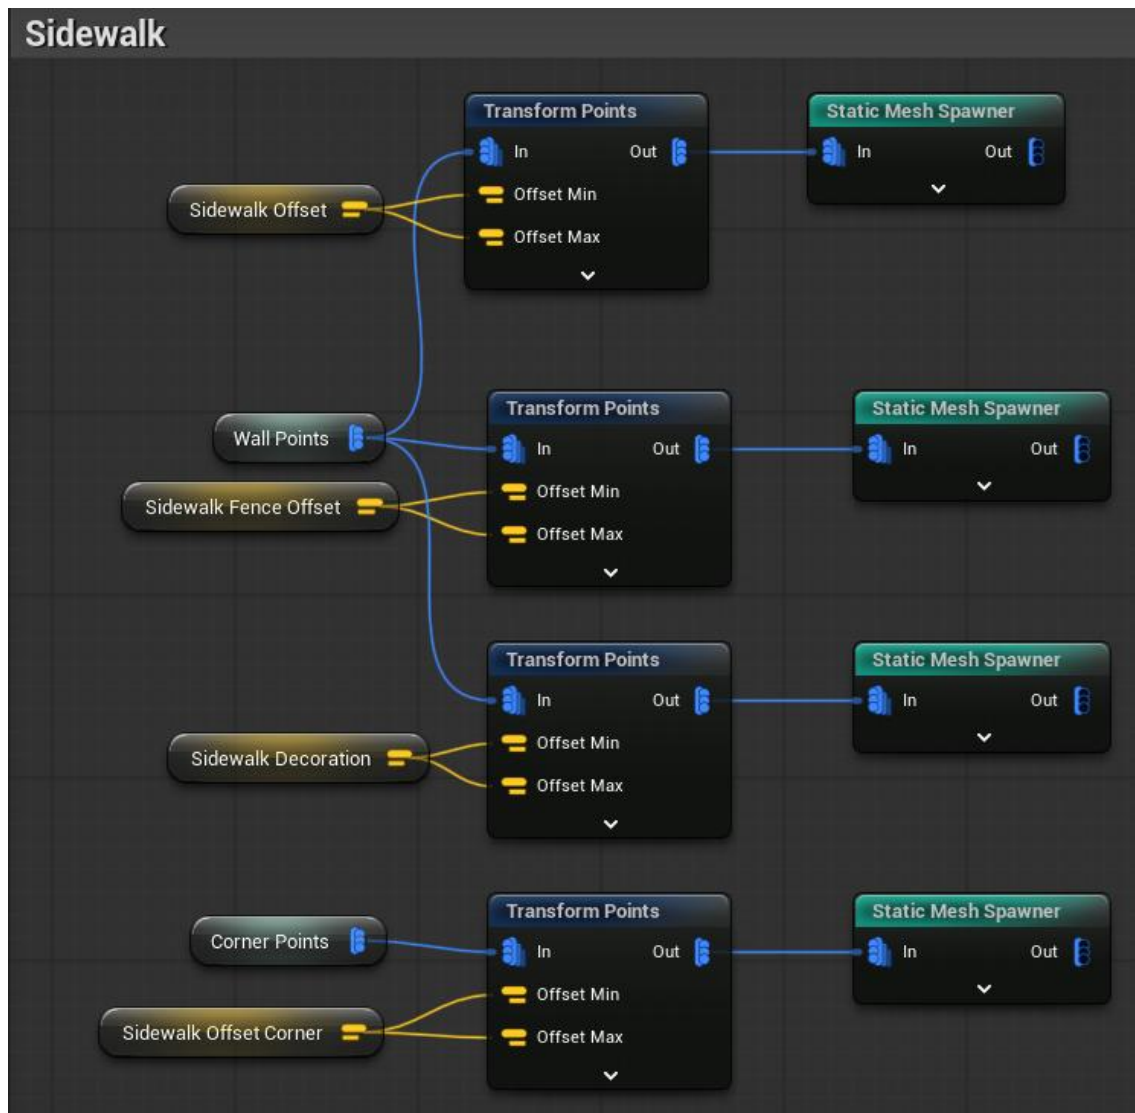 Sidewalk
Transform Points
Static Mesh Spawner
In Out
In Out
Sidewalk Offset
Offset Min
Offset Max
Transform Points
Static Mesh Spawner
Wall Points
In Out
In Out
Sidewalk Fence Offset
Offset Min
Offset Max
Transform Points
Static Mesh Spawner
In Out
In Out
Sidewalk Decoration
Offset Min
Offset Max
Transform Points
Static Mesh Spawner
Corner Points
In Out
In Out
Sidewalk Offset Corner
Offset Min
Offset Max